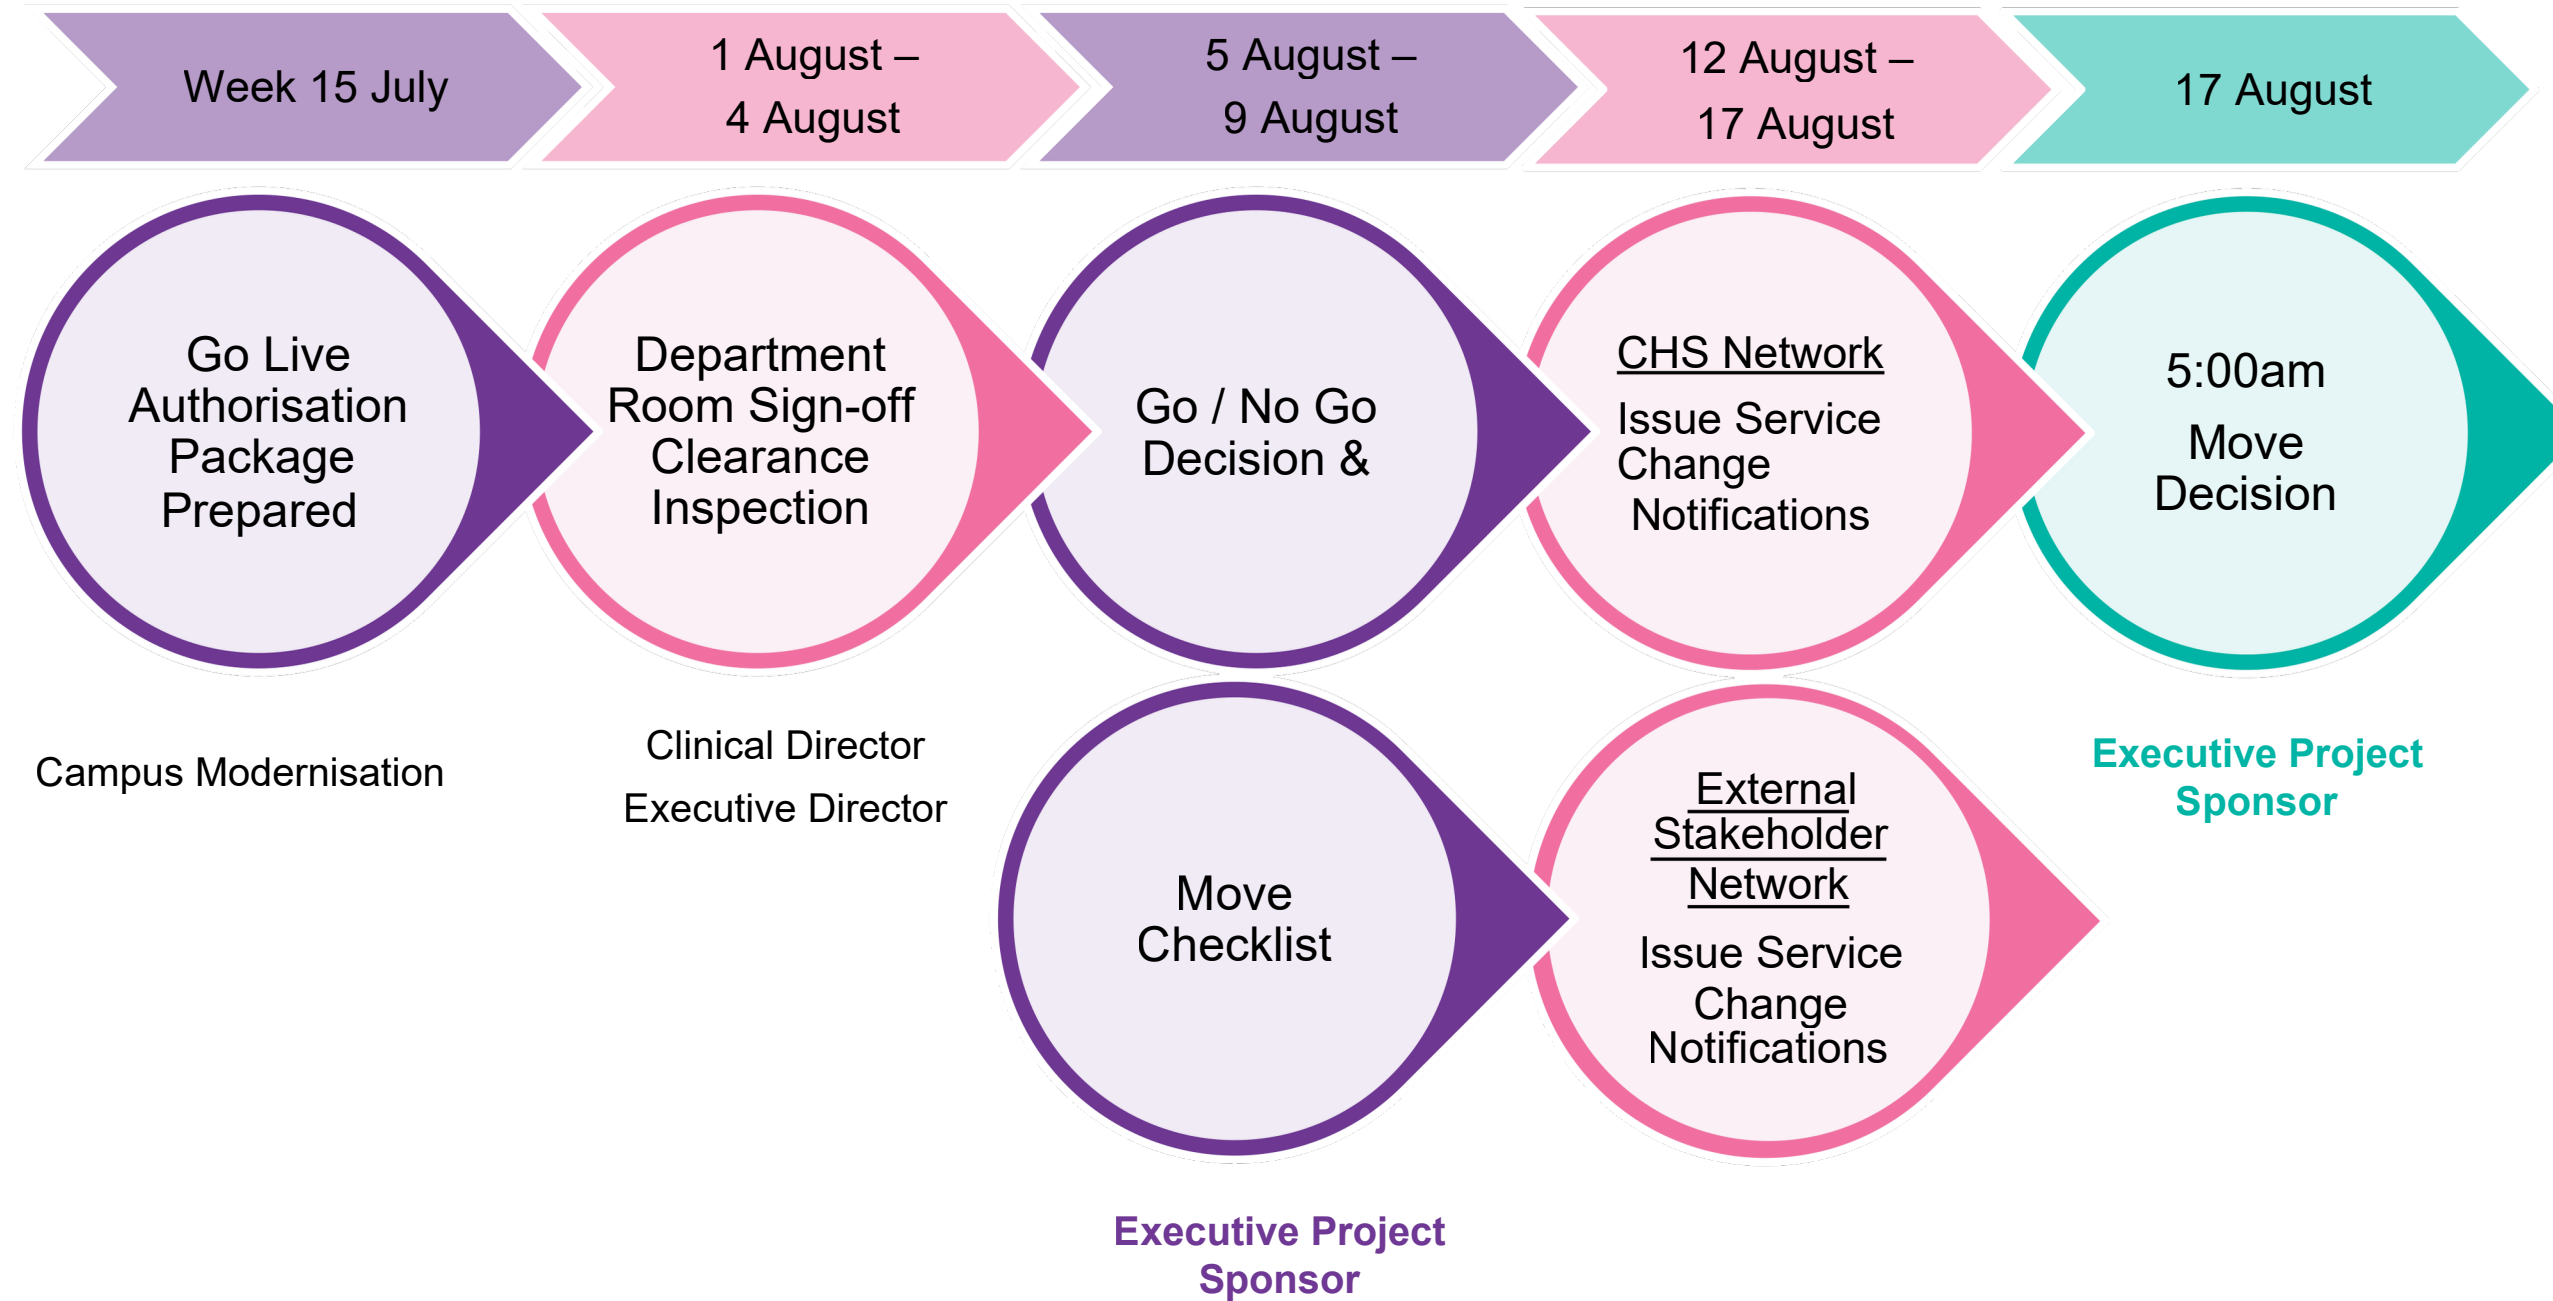 Week 15 July
1 August –
4 August
5 August –
9 August
12 August –
17 August
17 August
Go Live
Authorisation
Package
Prepared
Department
Room Sign-off
Clearance
Inspection
Go / No Go
Decision &
CHS Network
Issue Service
Change
Notifications
5:00am
Move
Decision
Campus Modernisation
Clinical Director
Executive Director
Move
Checklist
External
Stakeholder
Network
Issue Service
Change
Notifications
Executive Project
Sponsor
Executive Project
Sponsor